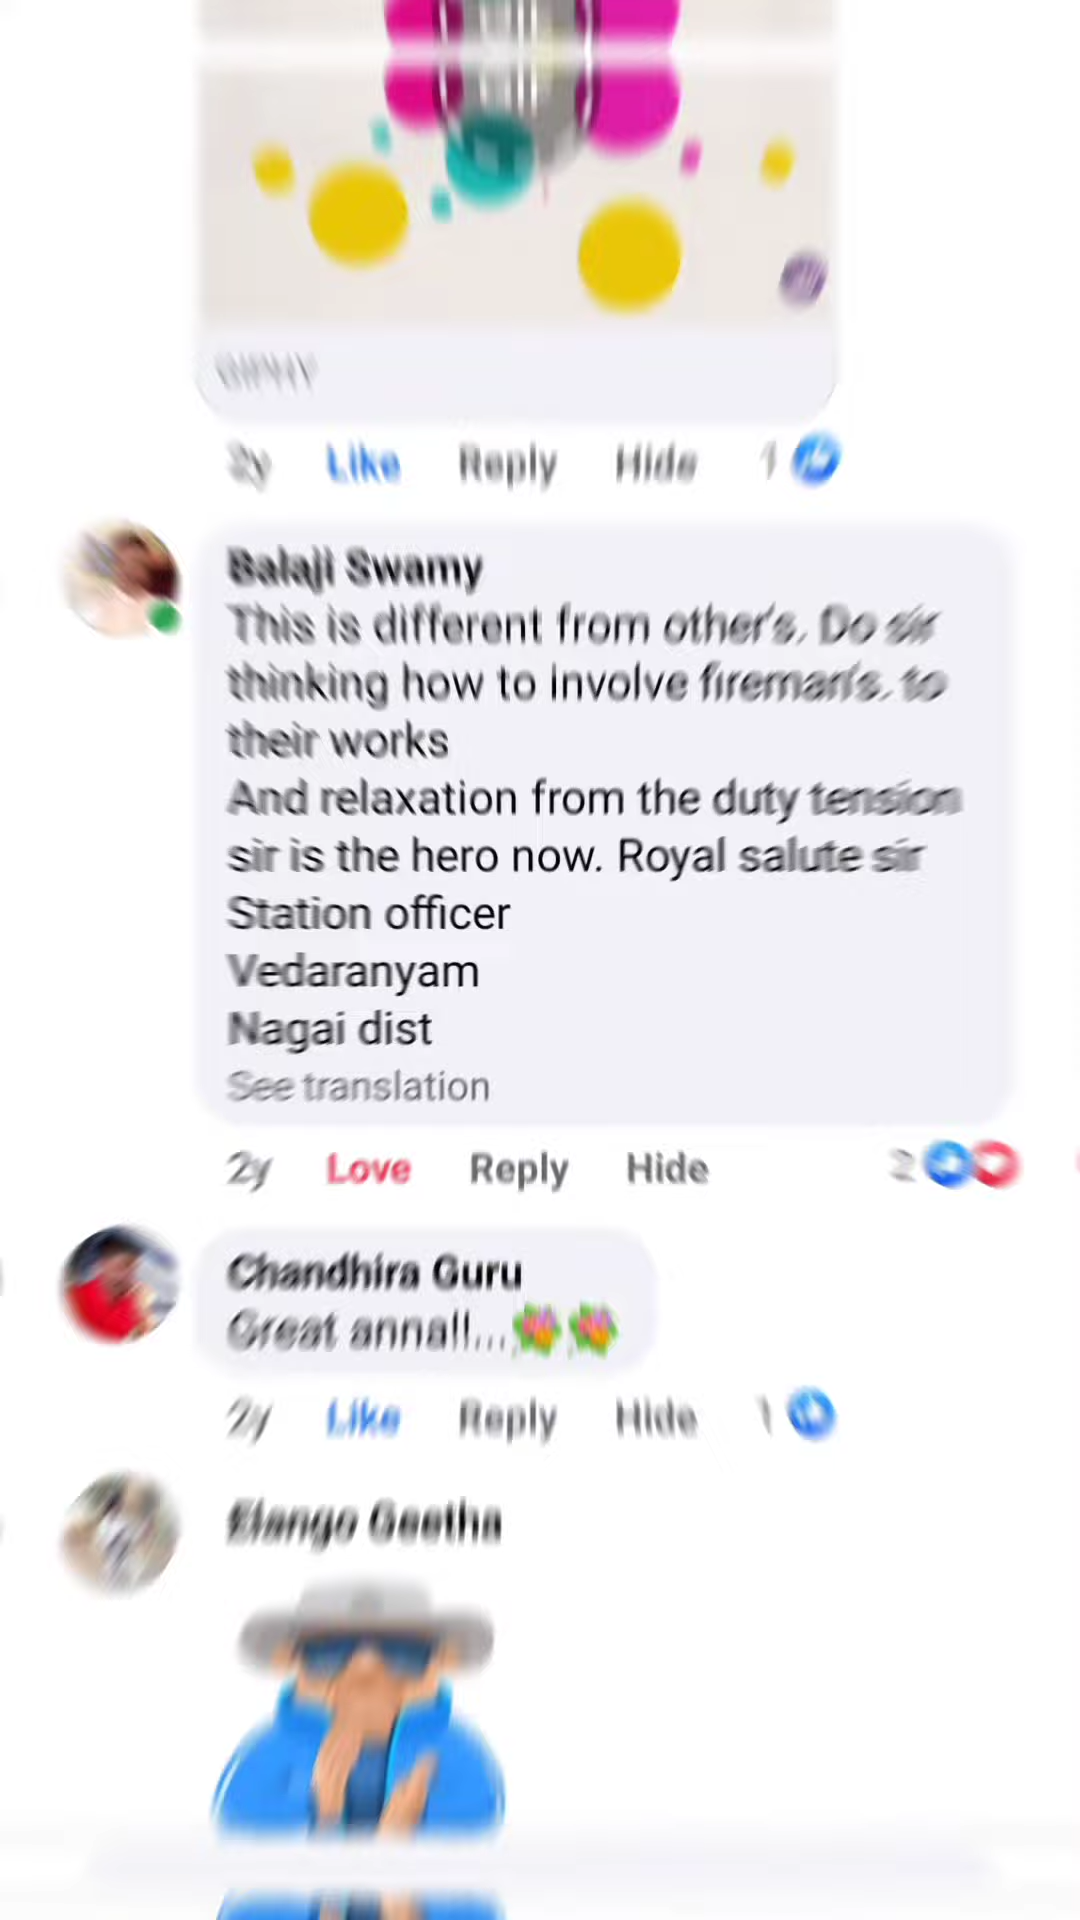 GIPHY
2y Like Reply Hide 1
Balaji Swamy
This is different from other's. Do sir
thinking how to involve fireman's. to
their works
And relaxation from the duty tension
sir is the hero now. Royal salute sir
Station officer
Vedaranyam
Nagai dist
See translation
2y Love Reply Hide 2
Chandhira Guru
Great anna!!...💐💐
2y Like Reply Hide 1
Elango Geetha